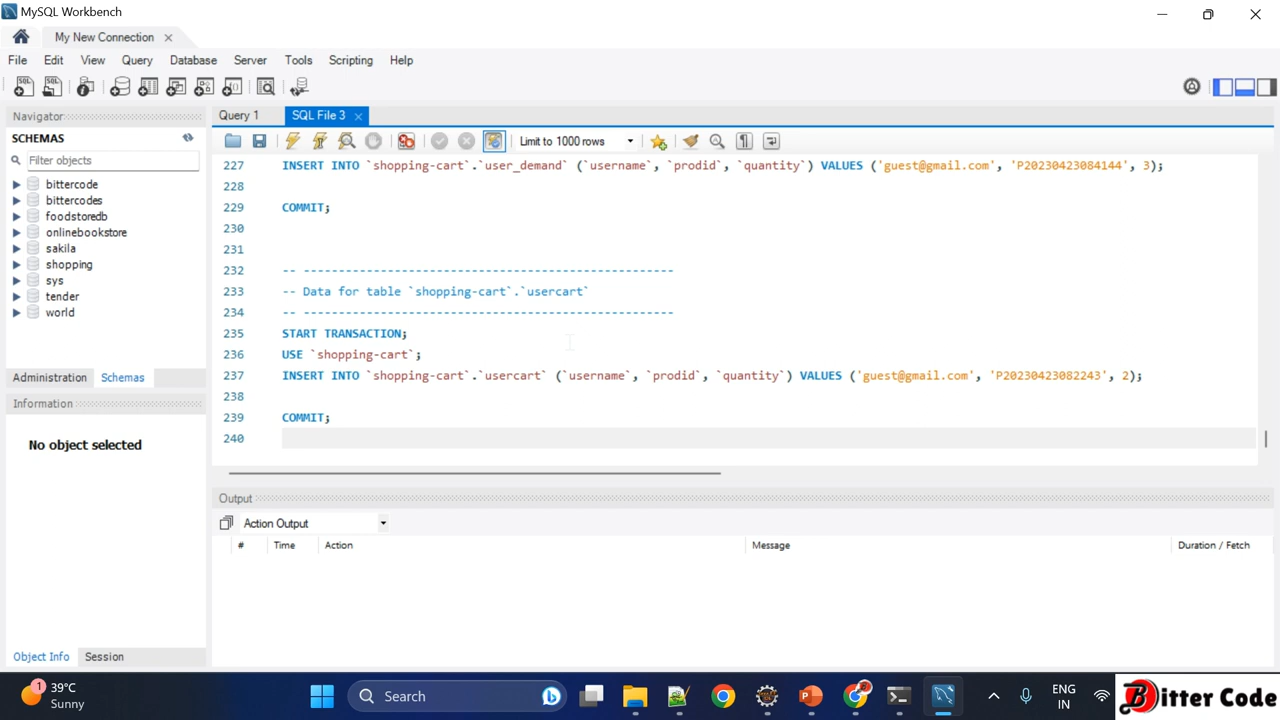 MySQL Workbench
My New Connection
File Edit View Query Database Server Tools Scripting Help
Navigator
SCHEMAS
Filter objects
bittercode
bittercodes
foodstoredb
onlinebookstore
sakila
shopping
sys
tender
world
Administration Schemas
Information
No object selected
Object Info Session
Query 1 SQL File 3
Limit to 1000 rows
227 INSERT INTO `shopping-cart`.`user_demand` (`username`, `prodid`, `quantity`) VALUES ('guest@gmail.com', 'P20230423084144', 3);
228
229 COMMIT;
230
231
232 -- -----------------------------------------------------
233 -- Data for table `shopping-cart`.`usercart`
234 -- -----------------------------------------------------
235 START TRANSACTION;
236 USE `shopping-cart`;
237 INSERT INTO `shopping-cart`.`usercart` (`username`, `prodid`, `quantity`) VALUES ('guest@gmail.com', 'P20230423082243', 2);
238
239 COMMIT;
240
Output
Action Output
# Time Action Message Duration / Fetch
1
39°C
Sunny
Search
ENG
IN
Bitter Code